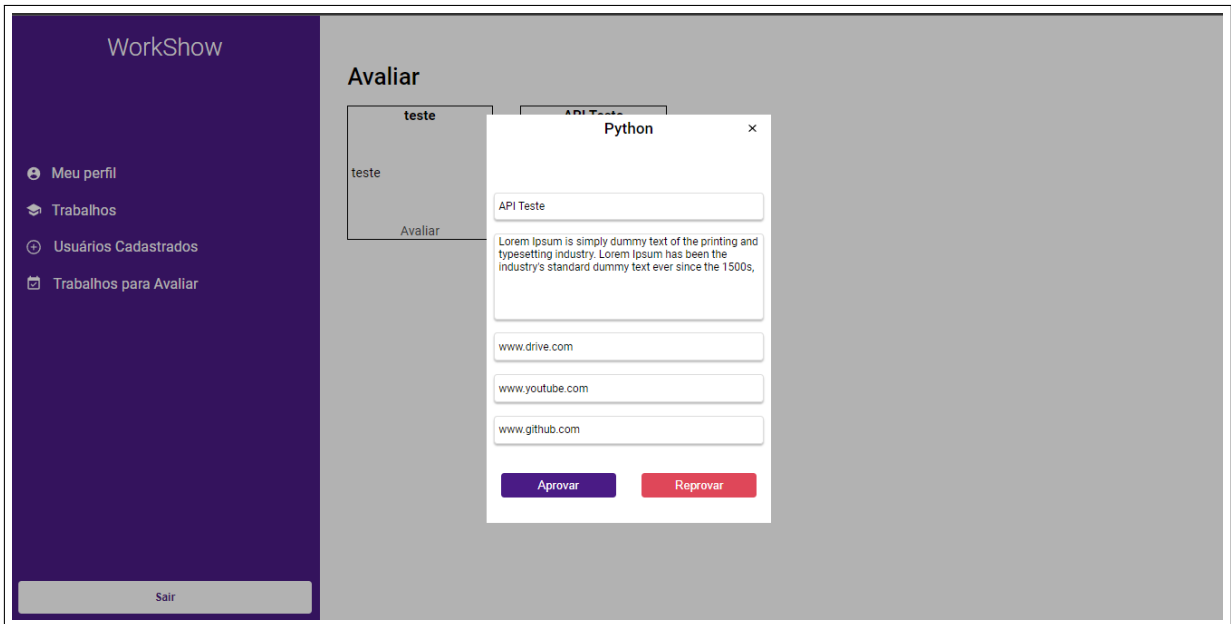 WorkShow
Meu perfil
Trabalhos
Usuários Cadastrados
Trabalhos para Avaliar
Sair
Avaliar
teste
teste
Avaliar
API Teste
Python
×
API Teste
Lorem Ipsum is simply dummy text of the printing and
typesetting industry. Lorem Ipsum has been the
industry's standard dummy text ever since the 1500s,
www.drive.com
www.youtube.com
www.github.com
Aprovar
Reprovar